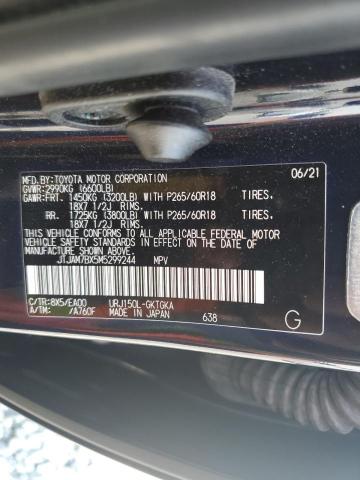 MFD.BY:TOYOTA MOTOR CORPORATION 06/21
GVWR:2990KG (6600LB)
GAWR:FRT. 1450KG (3200LB) WITH P265/60R18 TIRES.
18X7 1/2J RIMS.
RR. 1725KG (3800LB) WITH P265/60R18 TIRES.
18X7 1/2J RIMS.
THIS VEHICLE CONFORMS TO ALL APPLICABLE
FEDERAL MOTOR VEHICLE SAFETY AND THEFT
PREVENTION STANDARDS IN EFFECT ON THE DATE OF
MANUFACTURE SHOWN ABOVE.
JTJAM7BX5M5299244 MPV
C/TR:8X5/EA00 URJ150L-GKTGKA
A/TM: /A760F MADE IN JAPAN 638 G